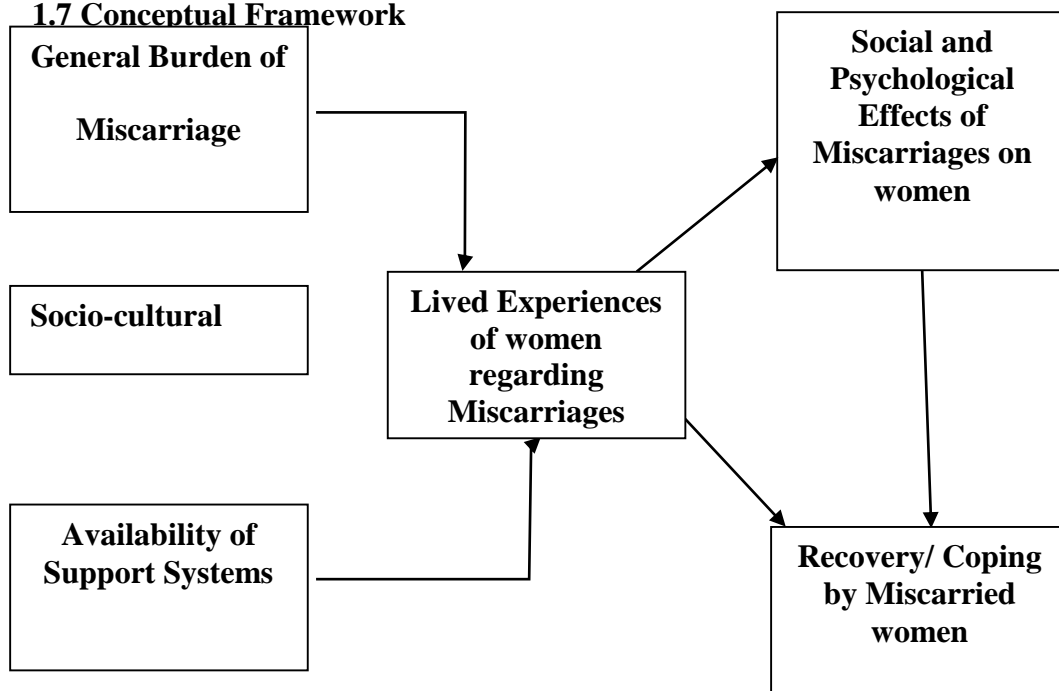 1.7 Conceptual Framework
General Burden of
Miscarriage
Socio-cultural
Availability of
Support Systems
Lived Experiences
of women
regarding
Miscarriages
Social and
Psychological
Effects of
Miscarriages on
women
Recovery/ Coping
by Miscarried
women